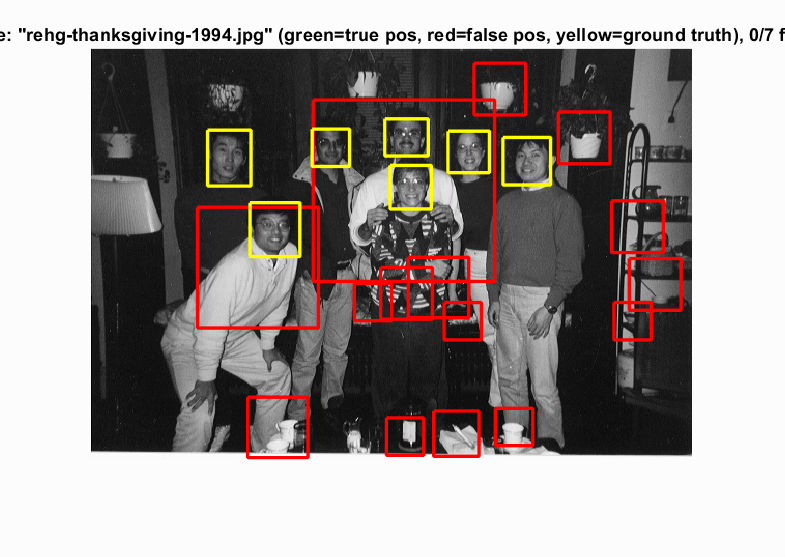 e: "rehg-thanksgiving-1994.jpg" (green=true pos, red=false pos, yellow=ground truth), 0/7 f